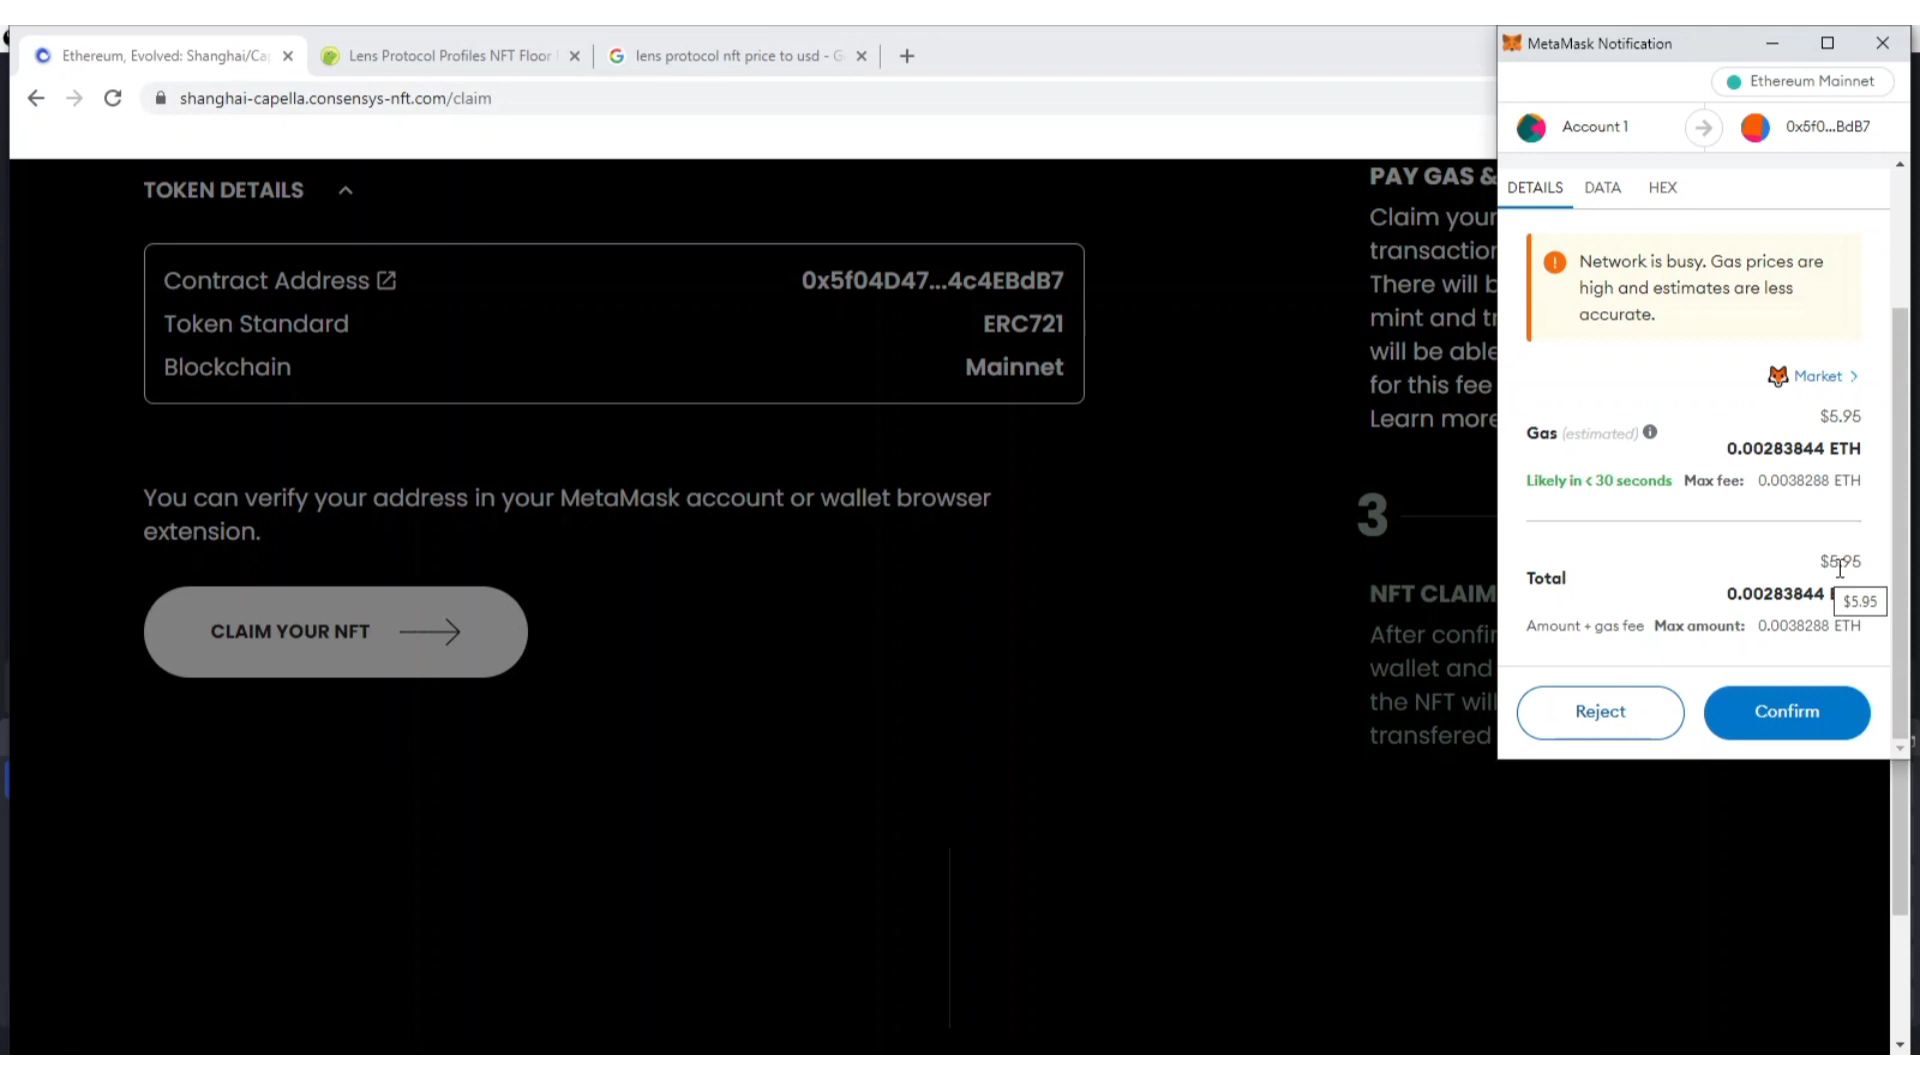 Ethereum, Evolved: Shanghai/Ca
Lens Protocol Profiles NFT Floor
lens protocol nft price to usd - G
shanghai-capella.consensys-nft.com/claim
TOKEN DETAILS
Contract Address 0x5f04D47...4c4EBdB7
Token Standard ERC721
Blockchain Mainnet
You can verify your address in your MetaMask account or wallet browser
extension.
CLAIM YOUR NFT
PAY GAS &
Claim your
transaction
There will b
mint and tr
will be able
for this fee
Learn more
3
NFT CLAIM
After confir
wallet and
the NFT will
transfered
MetaMask Notification
Ethereum Mainnet
Account 1
0x5f0...BdB7
DETAILS DATA HEX
Network is busy. Gas prices are
high and estimates are less
accurate.
Market >
$5.95
Gas (estimated)
0.00283844 ETH
Likely in < 30 seconds Max fee: 0.0038288 ETH
$5.95
Total
0.00283844
$5.95
Amount + gas fee Max amount: 0.0038288 ETH
Reject
Confirm